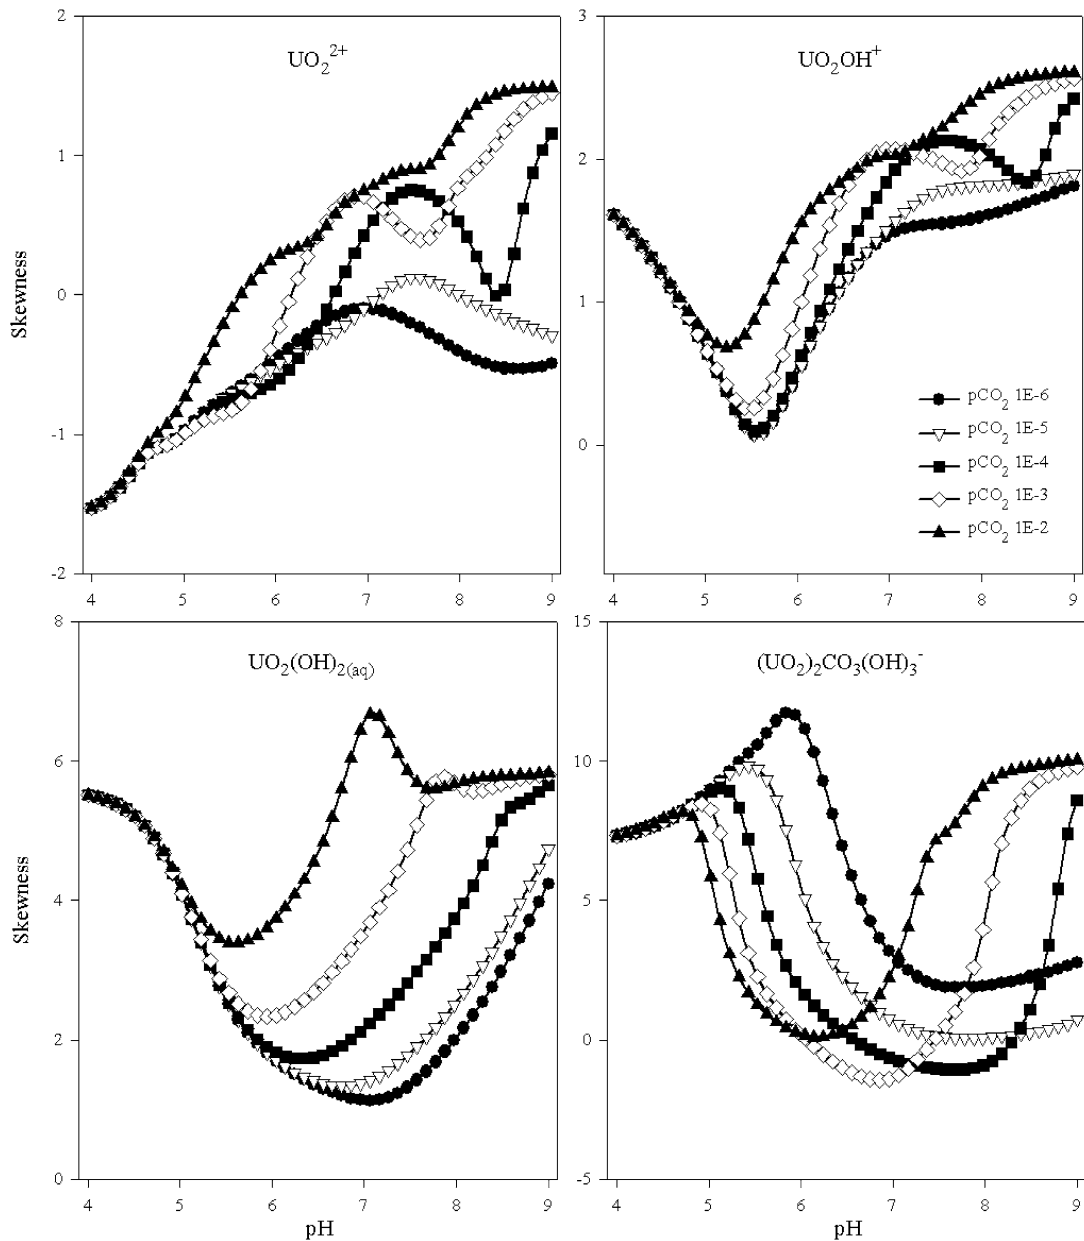 UO₂²⁺
Skewness
2
1
0
-1
-2
4 5 6 7 8 9
UO₂OH⁺
3
2
1
0
4 5 6 7 8 9
pCO₂ 1E-6
pCO₂ 1E-5
pCO₂ 1E-4
pCO₂ 1E-3
pCO₂ 1E-2
UO₂(OH)₂(aq)
Skewness
8
6
4
2
0
4 5 6 7 8 9
pH
(UO₂)₂CO₃(OH)₃⁻
15
10
5
0
-5
4 5 6 7 8 9
pH